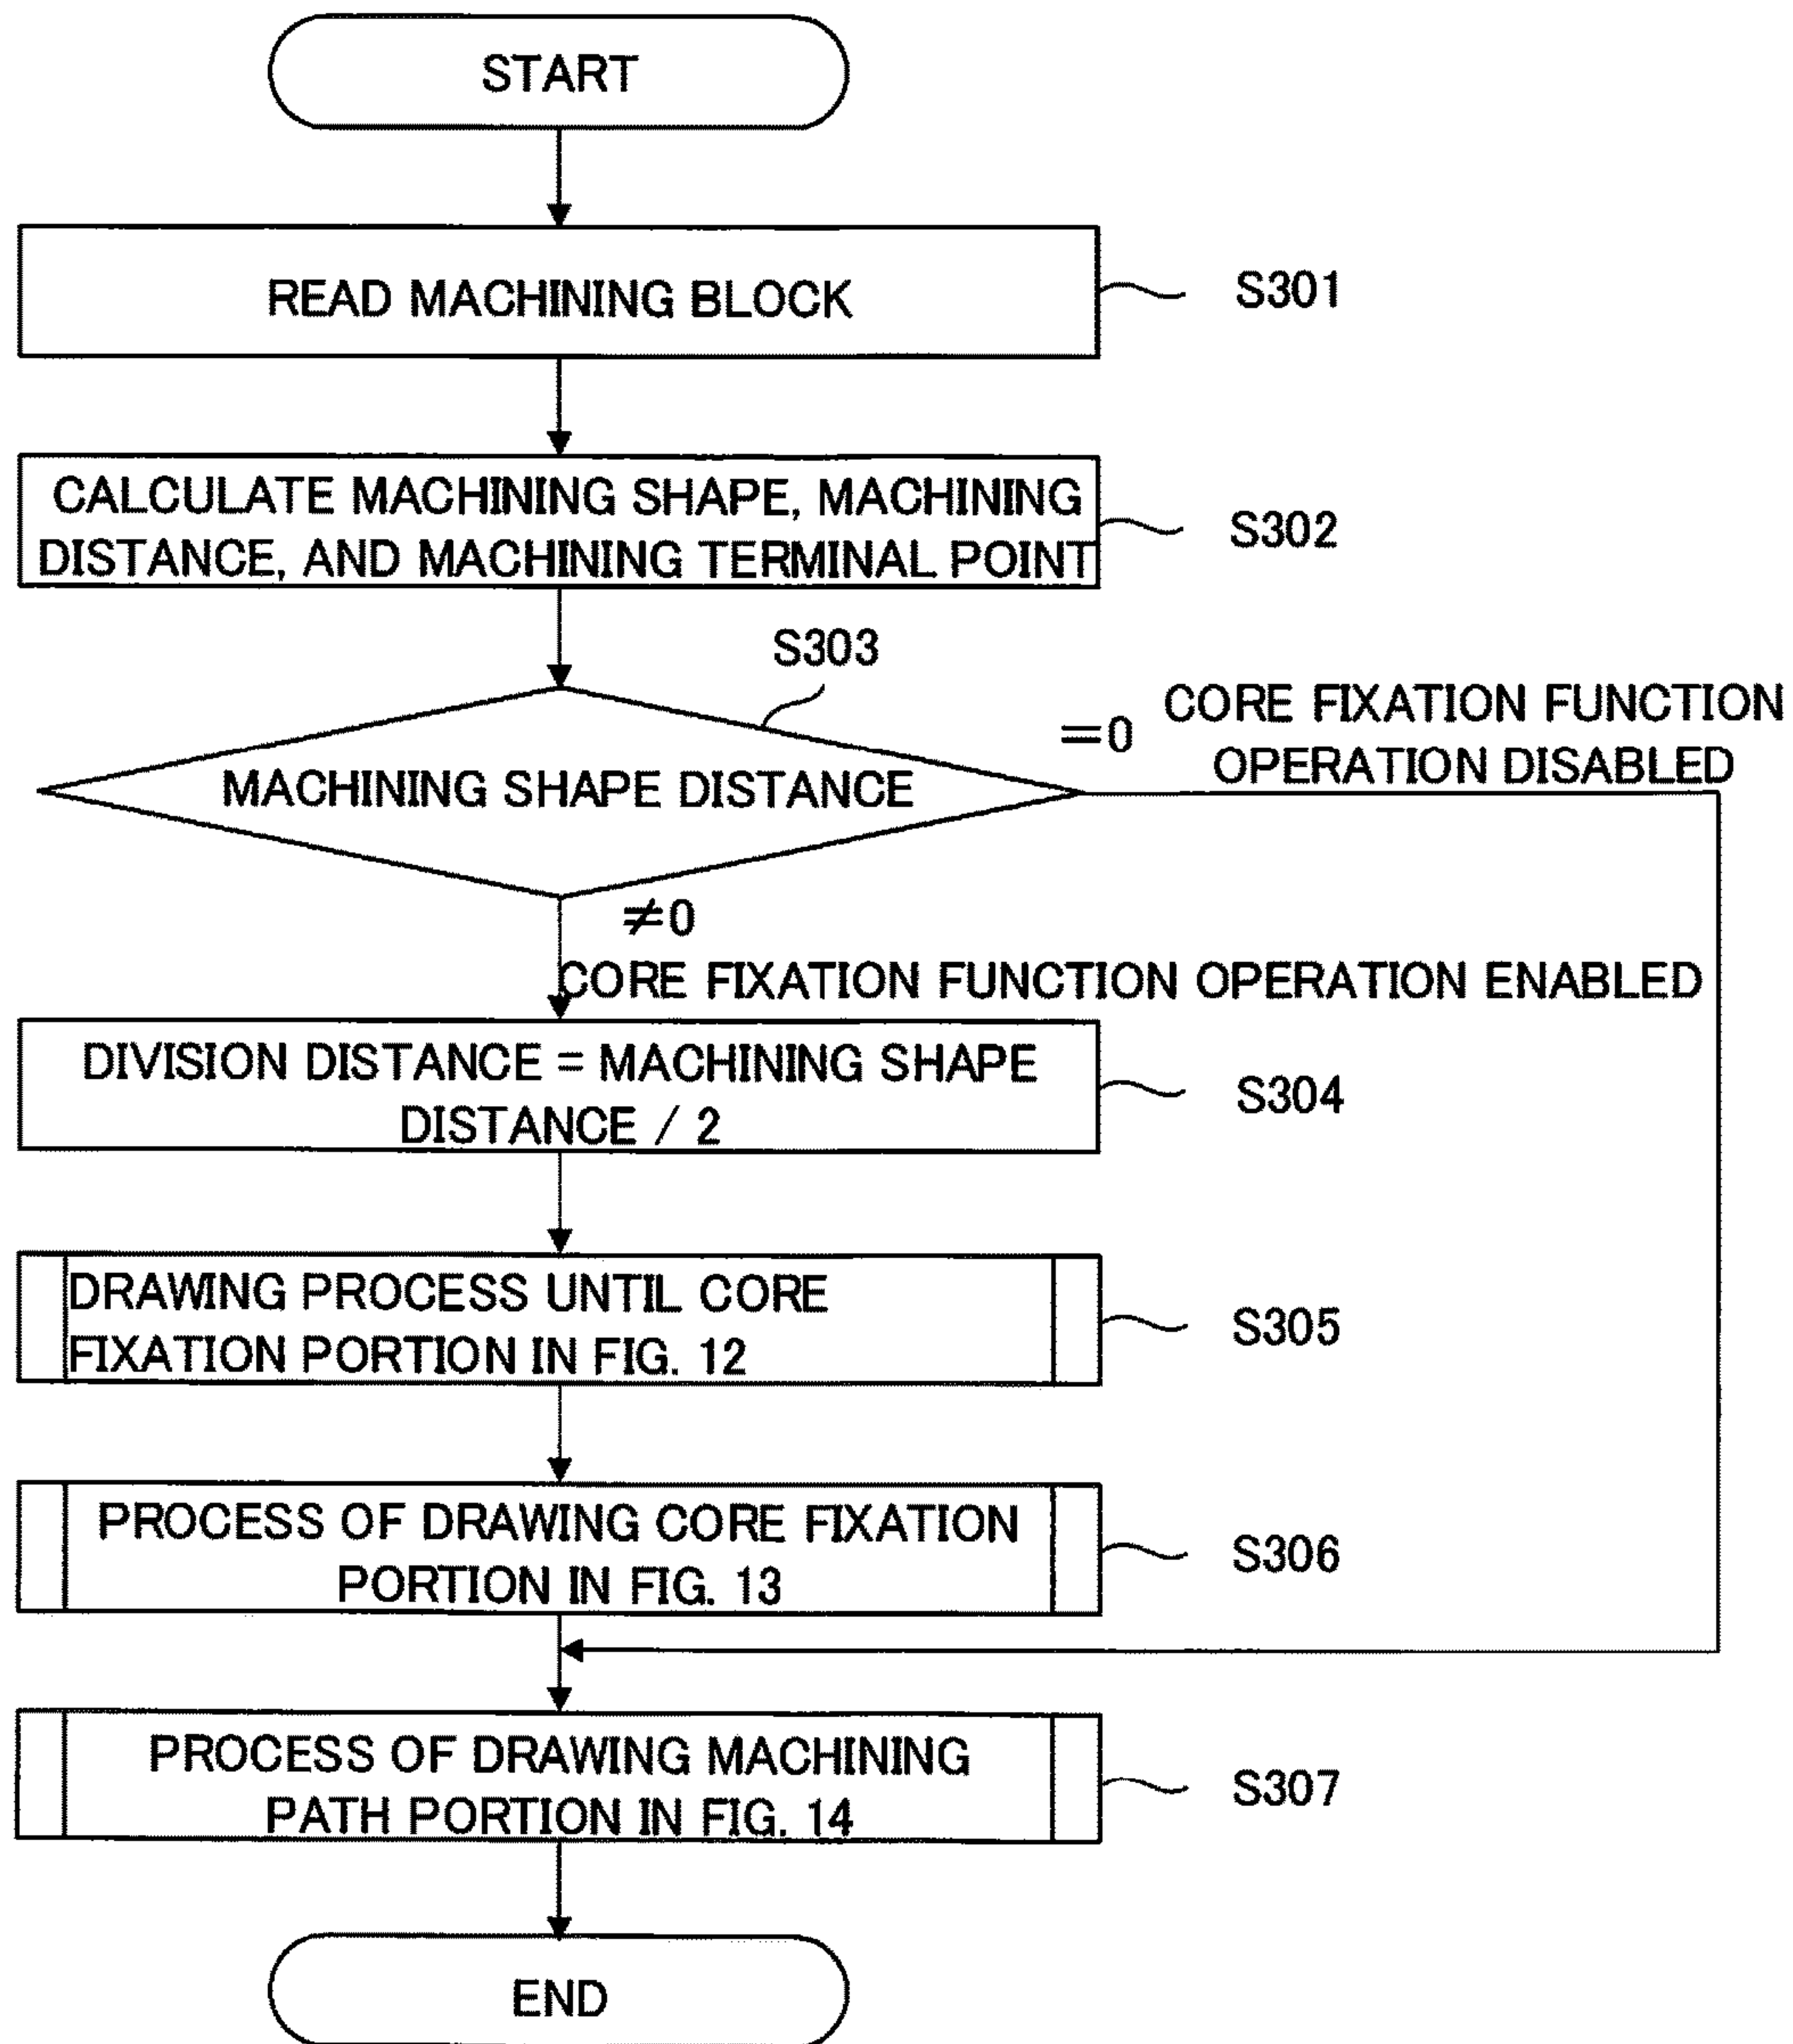 START
READ MACHINING BLOCK
S301
CALCULATE MACHINING SHAPE, MACHINING
DISTANCE, AND MACHINING TERMINAL POINT
S302
S303
MACHINING SHAPE DISTANCE
=0
CORE FIXATION FUNCTION
OPERATION DISABLED
≠0
CORE FIXATION FUNCTION OPERATION ENABLED
DIVISION DISTANCE = MACHINING SHAPE
DISTANCE / 2
S304
DRAWING PROCESS UNTIL CORE
FIXATION PORTION IN FIG. 12
S305
PROCESS OF DRAWING CORE FIXATION
PORTION IN FIG. 13
S306
PROCESS OF DRAWING MACHINING
PATH PORTION IN FIG. 14
S307
END